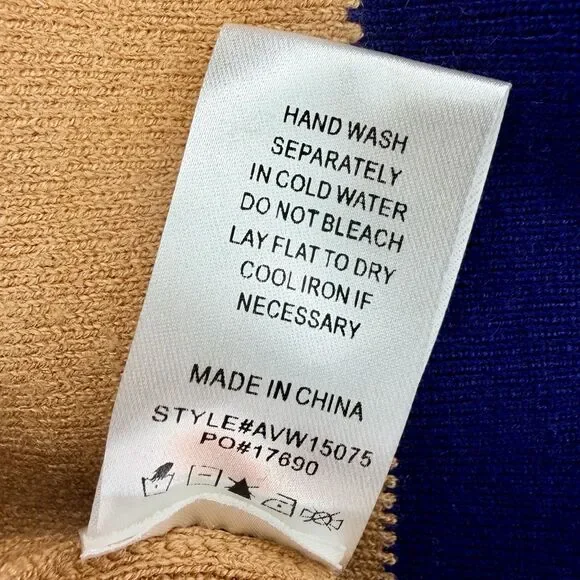 HAND WASH
SEPARATELY
IN COLD WATER
DO NOT BLEACH
LAY FLAT TO DRY
COOL IRON IF
NECESSARY
MADE IN CHINA
STYLE#AVW15075
PO#17690